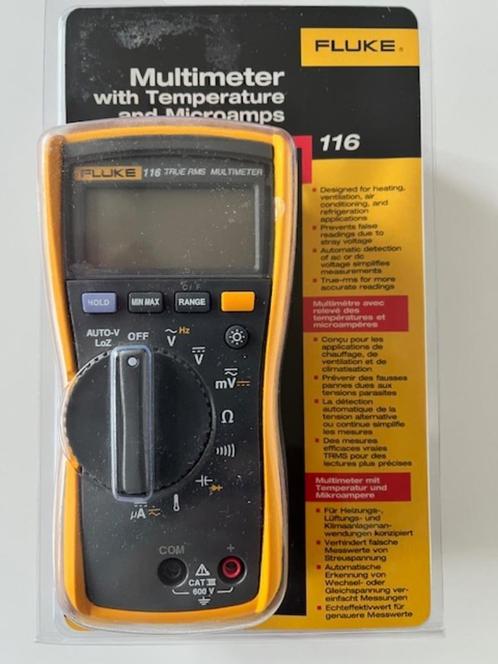 FLUKE®
Multimeter
with Temperature
and Microamps
116
FLUKE 116 TRUE RMS MULTIMETER
°C/°F
HOLD
MIN MAX
RANGE
AUTO-V
LoZ
OFF
Hz
V
V
mV
Ω
µA
COM
+
CAT III
600 V
• Designed for heating,
ventilation, air
conditioning, and
refrigeration
applications
• Prevents false
readings due to
stray voltage
• Automatic detection
of ac or dc
voltage simplifies
measurements
• True-rms for more
accurate readings
Multimètre avec
relevé des
températures et
microampères
• Conçu pour les
applications de
chauffage, de
ventilation et de
climatisation
• Prévenir des fausses
pannes dues aux
tensions parasites
• La détection
automatique de la
tension alternative
ou continue simplifie
les mesures
• Des mesures
efficaces vraies
TRMS pour des
lectures plus précises
Multimeter mit
Temperatur und
Mikroampere
• Für Heizungs-,
Lüftungs- und
Klimaanlagenan-
wendungen konzipiert
• Verhindert falsche
Messwerte von
Streuspannung
• Automatische
Erkennung von
Wechsel- oder
Gleichspannung ver-
einfacht Messungen
• Echteffektivwert für
genauere Messwerte